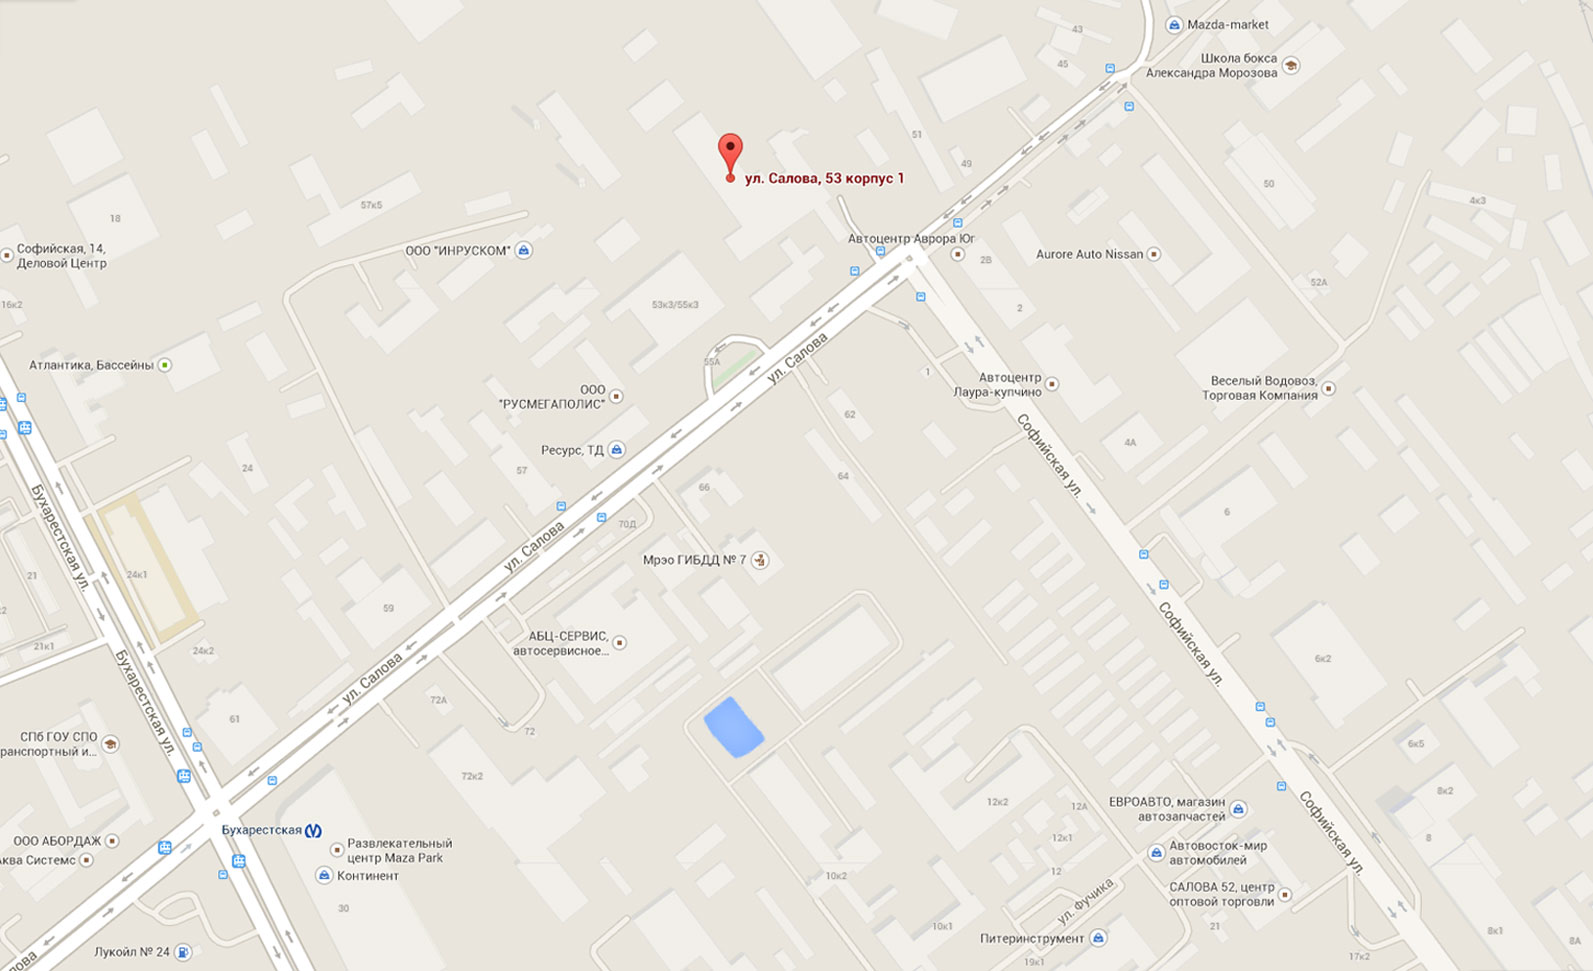 Mazda-market
43
Школа бокса
Александра Морозова
45
51
49
50
ул. Салова, 53 корпус 1
57к5
4к3
18
Софийская, 14,
Деловой Центр
ООО "ИНРУСКОМ"
Автоцентр Аврора Юг
2В
Aurore Auto Nissan
52А
16к2
53к3/55к3
2
ул. Салова
55А
Атлантика, Бассейны
1
Автоцентр
Лаура-купчино
Веселый Водовоз,
Торговая Компания
ООО
"РУСМЕГАПОЛИС"
62
Софийская ул.
4А
Ресурс, ТД
57
24
64
66
6
Бухарестская ул.
70Д
ул. Салова
Мрэо ГИБДД № 7
21
24к1
59
Софийская ул.
АБЦ-СЕРВИС,
автосервисное...
21к1
24к2
6к2
Бухарестская ул.
ул. Салова
72А
61
72
СПб ГОУ СПО
ранспортный и...
6к5
72к2
8к2
12к2
12А
ЕВРОАВТО, магазин
автозапчастей
Софийская ул.
Бухарестская
12к1
8
ООО АБОРДАЖ
Аква Системс
Развлекательный
центр Maza Park
Континент
Автовосток-мир
автомобилей
12
10к2
САЛОВА 52, центр
оптовой торговли
ул. Фучика
30
10к1
21
8к1
8А
Питеринструмент
Лукойл № 24
19к1
17к2
лова